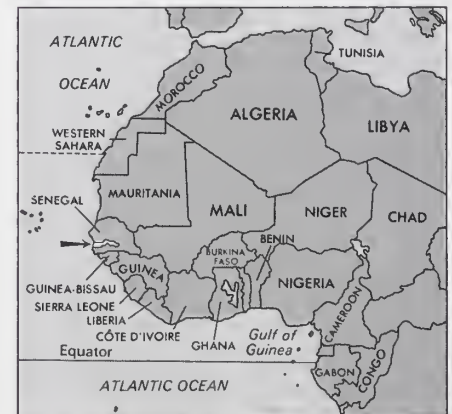 ATLANTIC
OCEAN
TUNISIA
MOROCCO
ALGERIA
LIBYA
WESTERN
SAHARA
MAURITANIA
MALI
NIGER
CHAD
SENEGAL
BURKINA
FASO
BENIN
GUINEA
NIGERIA
GUINEA-BISSAU
SIERRA LEONE
LIBERIA
CÔTE D'IVOIRE
GHANA
Gulf of
Guinea
CAMEROON
Equator
GABON
CONGO
ATLANTIC OCEAN